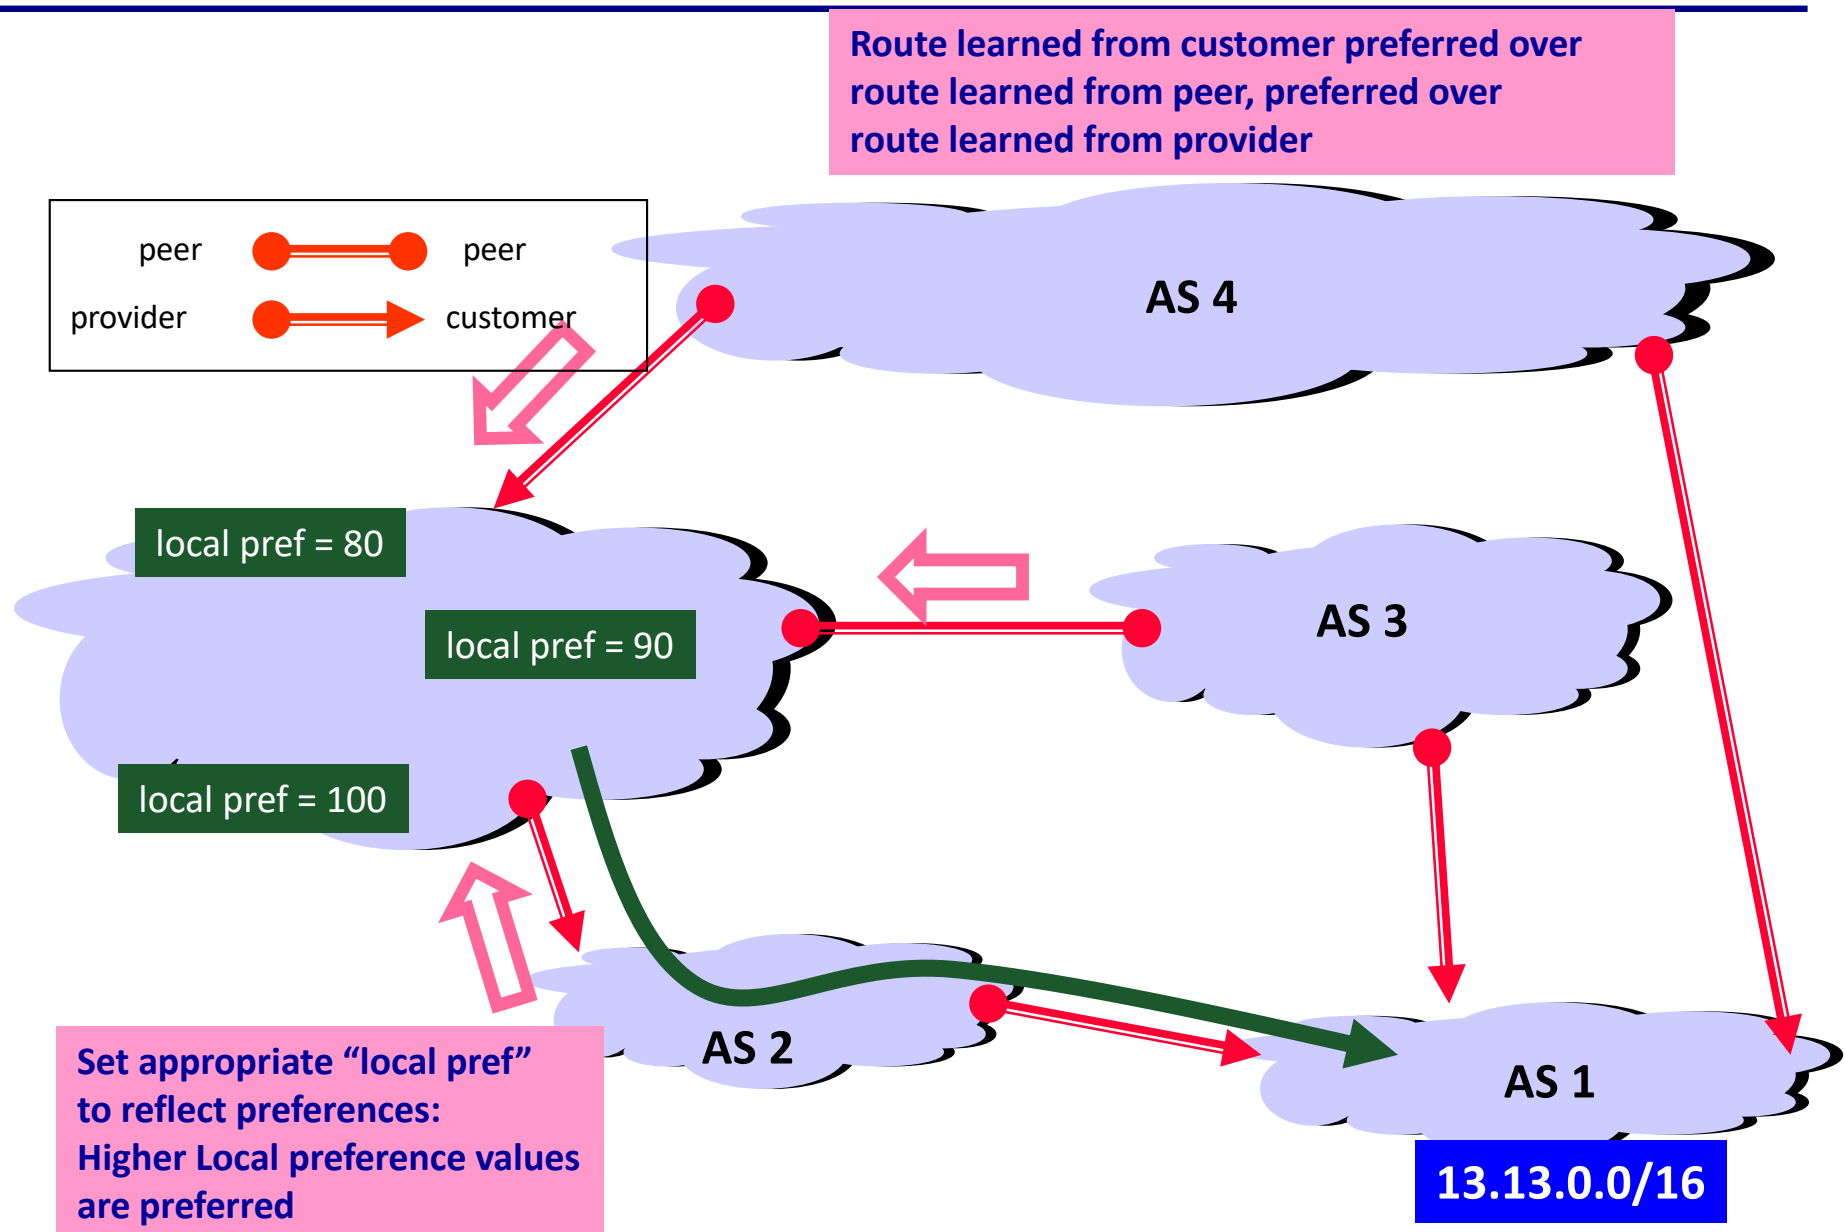 Route learned from customer preferred over
route learned from peer, preferred over
route learned from provider
peer peer
provider customer
AS 4
local pref = 80
local pref = 90
AS 3
local pref = 100
AS 2
AS 1
Set appropriate “local pref”
to reflect preferences:
Higher Local preference values
are preferred
13.13.0.0/16